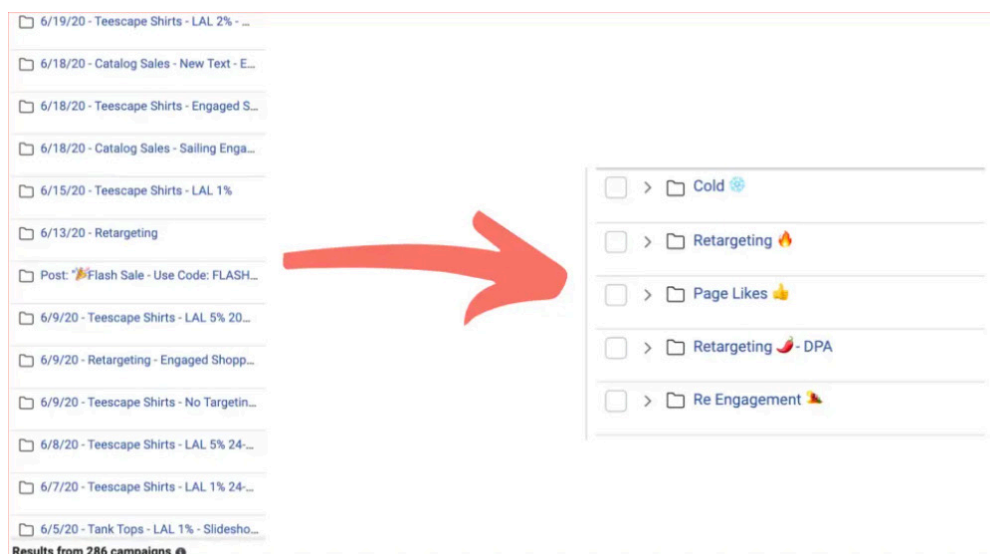 6/19/20 - Teescape Shirts - LAL 2% - ...
6/18/20 - Catalog Sales - New Text - E...
6/18/20 - Teescape Shirts - Engaged S...
6/18/20 - Catalog Sales - Sailing Enga...
6/15/20 - Teescape Shirts - LAL 1%
6/13/20 - Retargeting
Post: "🎉Flash Sale - Use Code: FLASH...
6/9/20 - Teescape Shirts - LAL 5% 20...
6/9/20 - Retargeting - Engaged Shopp...
6/9/20 - Teescape Shirts - No Targetin...
6/8/20 - Teescape Shirts - LAL 5% 24-...
6/7/20 - Teescape Shirts - LAL 1% 24-...
6/5/20 - Tank Tops - LAL 1% - Slidesho...
Results from 286 campaigns
Cold ❄️
Retargeting 🔥
Page Likes 👍
Retargeting 🌶️ - DPA
Re Engagement